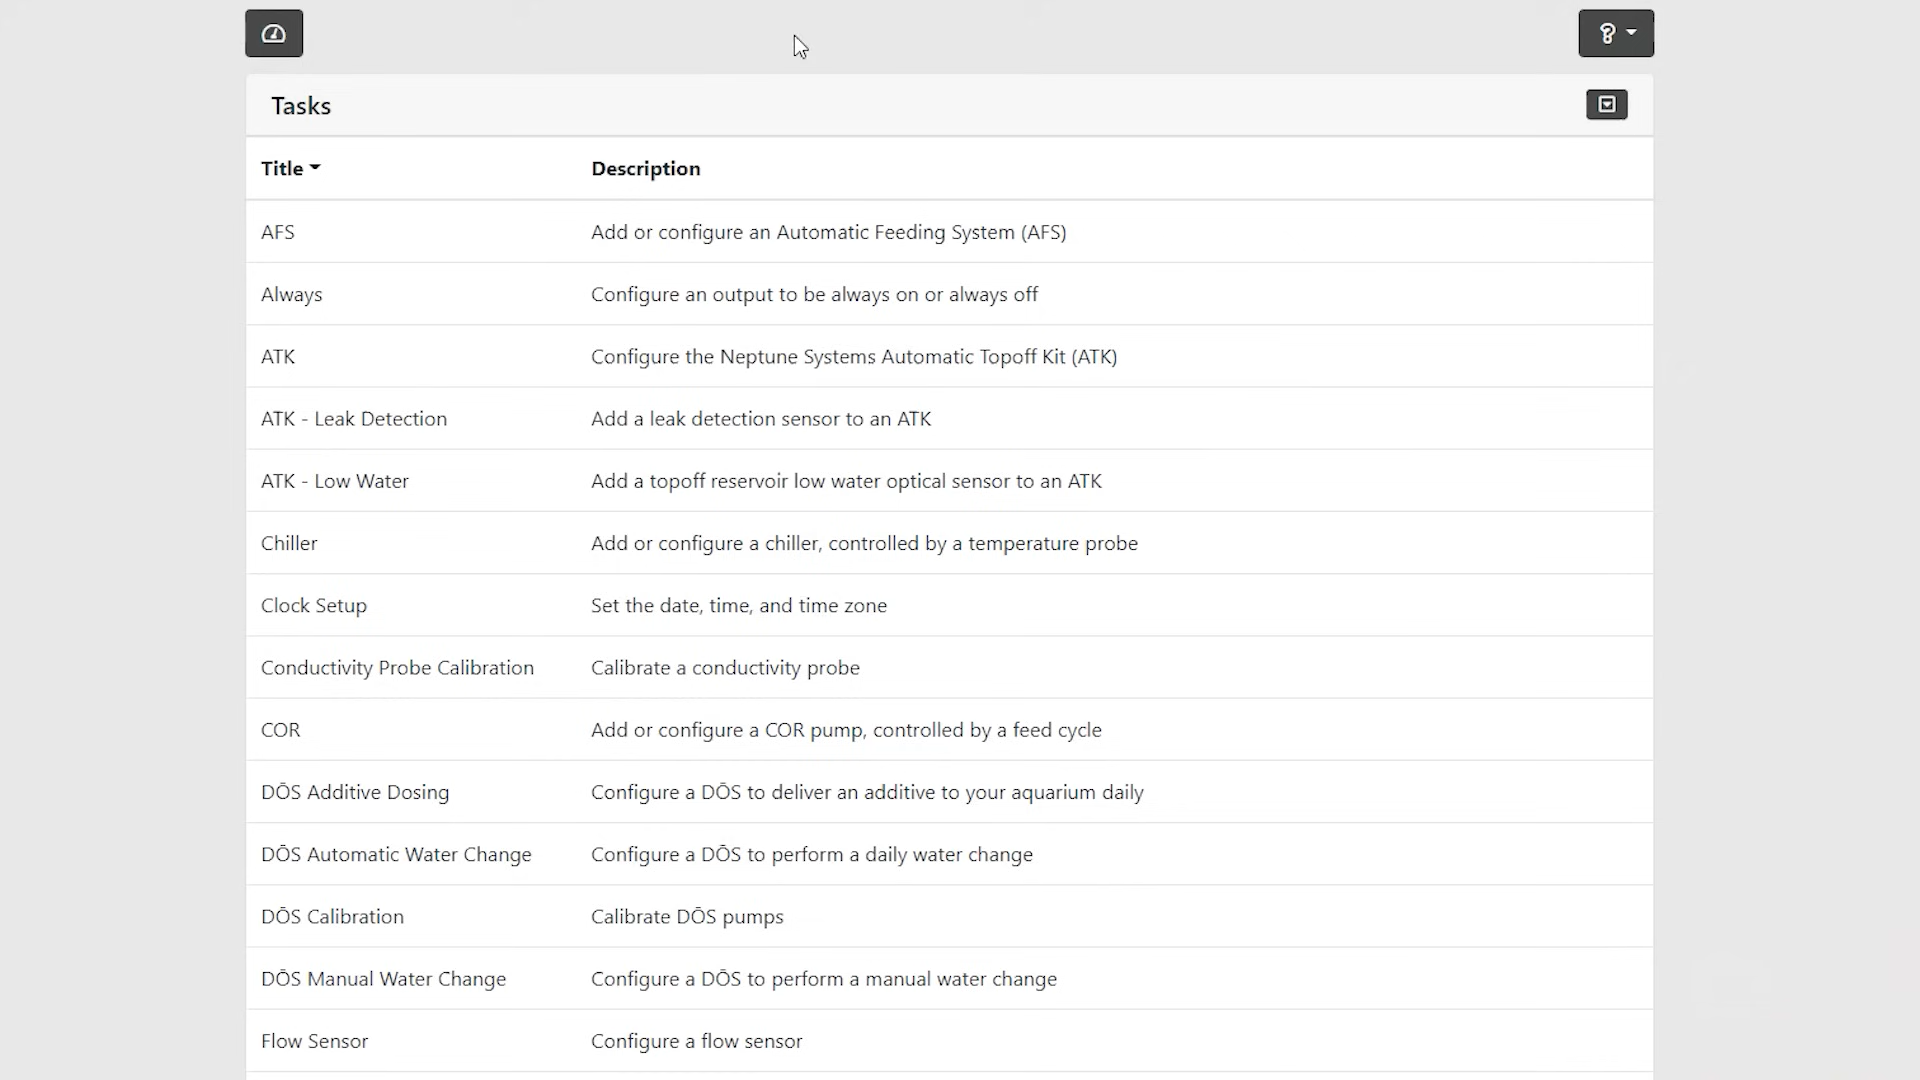 Tasks
Title Description
AFS Add or configure an Automatic Feeding System (AFS)
Always Configure an output to be always on or always off
ATK Configure the Neptune Systems Automatic Topoff Kit (ATK)
ATK - Leak Detection Add a leak detection sensor to an ATK
ATK - Low Water Add a topoff reservoir low water optical sensor to an ATK
Chiller Add or configure a chiller, controlled by a temperature probe
Clock Setup Set the date, time, and time zone
Conductivity Probe Calibration Calibrate a conductivity probe
COR Add or configure a COR pump, controlled by a feed cycle
DŌS Additive Dosing Configure a DŌS to deliver an additive to your aquarium daily
DŌS Automatic Water Change Configure a DŌS to perform a daily water change
DŌS Calibration Calibrate DŌS pumps
DŌS Manual Water Change Configure a DŌS to perform a manual water change
Flow Sensor Configure a flow sensor